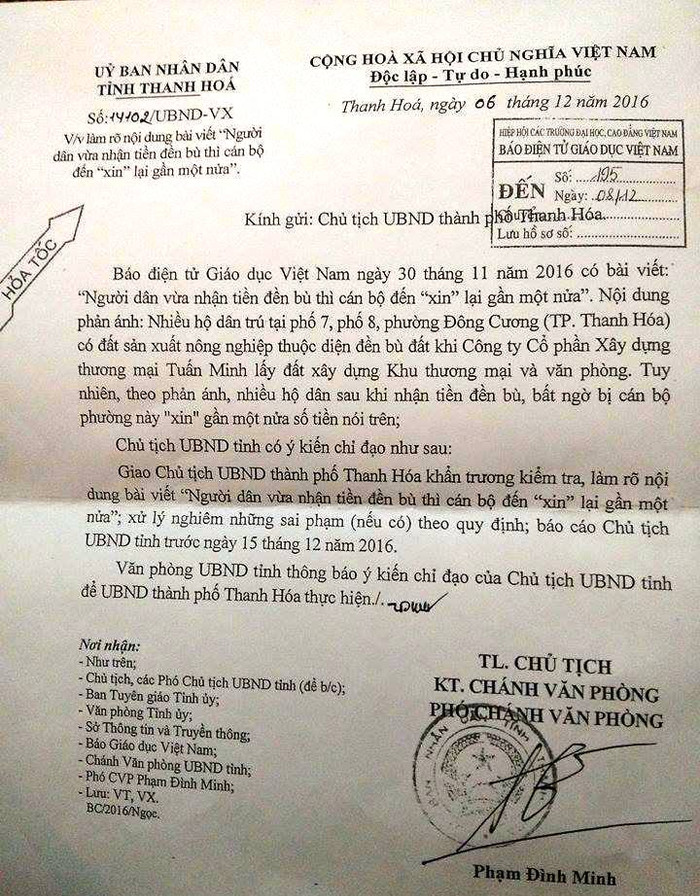 UỶ BAN NHÂN DÂN
TỈNH THANH HOÁ
Số:14102/UBND-VX
V/v làm rõ nội dung bài viết “Người
dân vừa nhận tiền đền bù thì cán bộ
đến “xin” lại gần một nửa”.
CỘNG HOÀ XÃ HỘI CHỦ NGHĨA VIỆT NAM
Độc lập - Tự do - Hạnh phúc
Thanh Hoá, ngày 06 tháng 12 năm 2016
HIỆP HỘI CÁC TRƯỜNG ĐẠI HỌC, CAO ĐẲNG VIỆT NAM
BÁO ĐIỆN TỬ GIÁO DỤC VIỆT NAM
ĐẾN
Số: 195
Ngày: 08/12
Chuyển:
Lưu hồ sơ số:
HỎA TỐC
Kính gửi: Chủ tịch UBND thành phố Thanh Hóa.
Báo điện tử Giáo dục Việt Nam ngày 30 tháng 11 năm 2016 có bài viết:
“Người dân vừa nhận tiền đền bù thì cán bộ đến “xin” lại gần một nửa”. Nội dung
phản ánh: Nhiều hộ dân trú tại phố 7, phố 8, phường Đông Cương (TP. Thanh Hóa)
có đất sản xuất nông nghiệp thuộc diện đền bù đất khi Công ty Cổ phần Xây dựng
thương mại Tuấn Minh lấy đất xây dựng Khu thương mại và văn phòng. Tuy
nhiên, theo phản ánh, nhiều hộ dân sau khi nhận tiền đền bù, bất ngờ bị cán bộ
phường này "xin" gần một nửa số tiền nói trên;
Chủ tịch UBND tỉnh có ý kiến chỉ đạo như sau:
Giao Chủ tịch UBND thành phố Thanh Hóa khẩn trương kiểm tra, làm rõ nội
dung bài viết “Người dân vừa nhận tiền đền bù thì cán bộ đến “xin” lại gần một
nửa”; xử lý nghiêm những sai phạm (nếu có) theo quy định; báo cáo Chủ tịch
UBND tỉnh trước ngày 15 tháng 12 năm 2016.
Văn phòng UBND tỉnh thông báo ý kiến chỉ đạo của Chủ tịch UBND tỉnh
để UBND thành phố Thanh Hóa thực hiện./.
Nơi nhận:
- Như trên;
- Chủ tịch, các Phó Chủ tịch UBND tỉnh (để b/c);
- Ban Tuyên giáo Tỉnh ủy;
- Văn phòng Tỉnh ủy;
- Sở Thông tin và Truyền thông;
- Báo Giáo dục Việt Nam;
- Chánh Văn phòng UBND tỉnh;
- Phó CVP Phạm Đình Minh;
- Lưu: VT, VX.
BC/2016/Ngọc.
TL. CHỦ TỊCH
KT. CHÁNH VĂN PHÒNG
PHÓ CHÁNH VĂN PHÒNG
Phạm Đình Minh